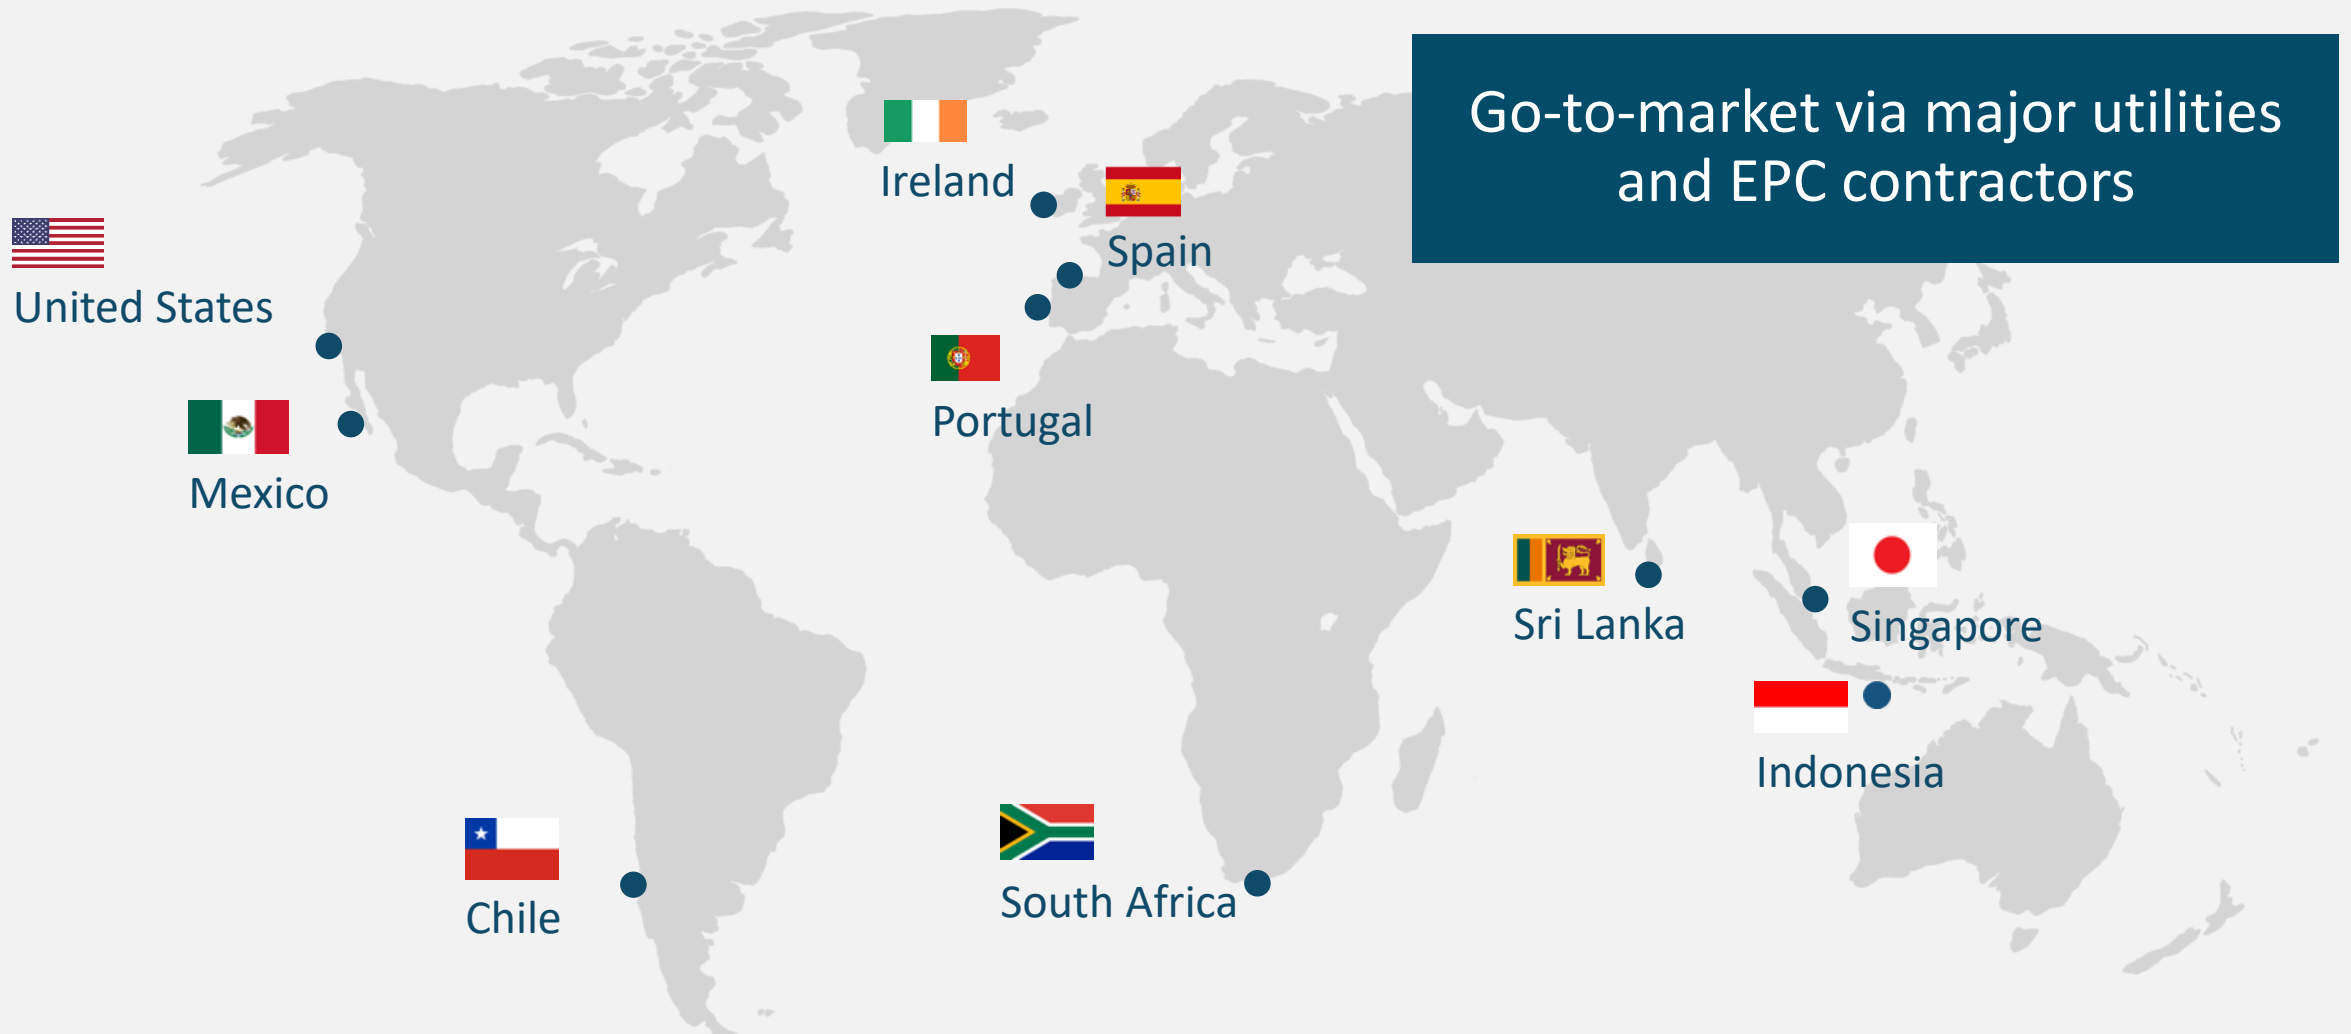 Go-to-market via major utilities
and EPC contractors
Ireland
Spain
United States
Portugal
Mexico
Sri Lanka
Singapore
Indonesia
Chile
South Africa